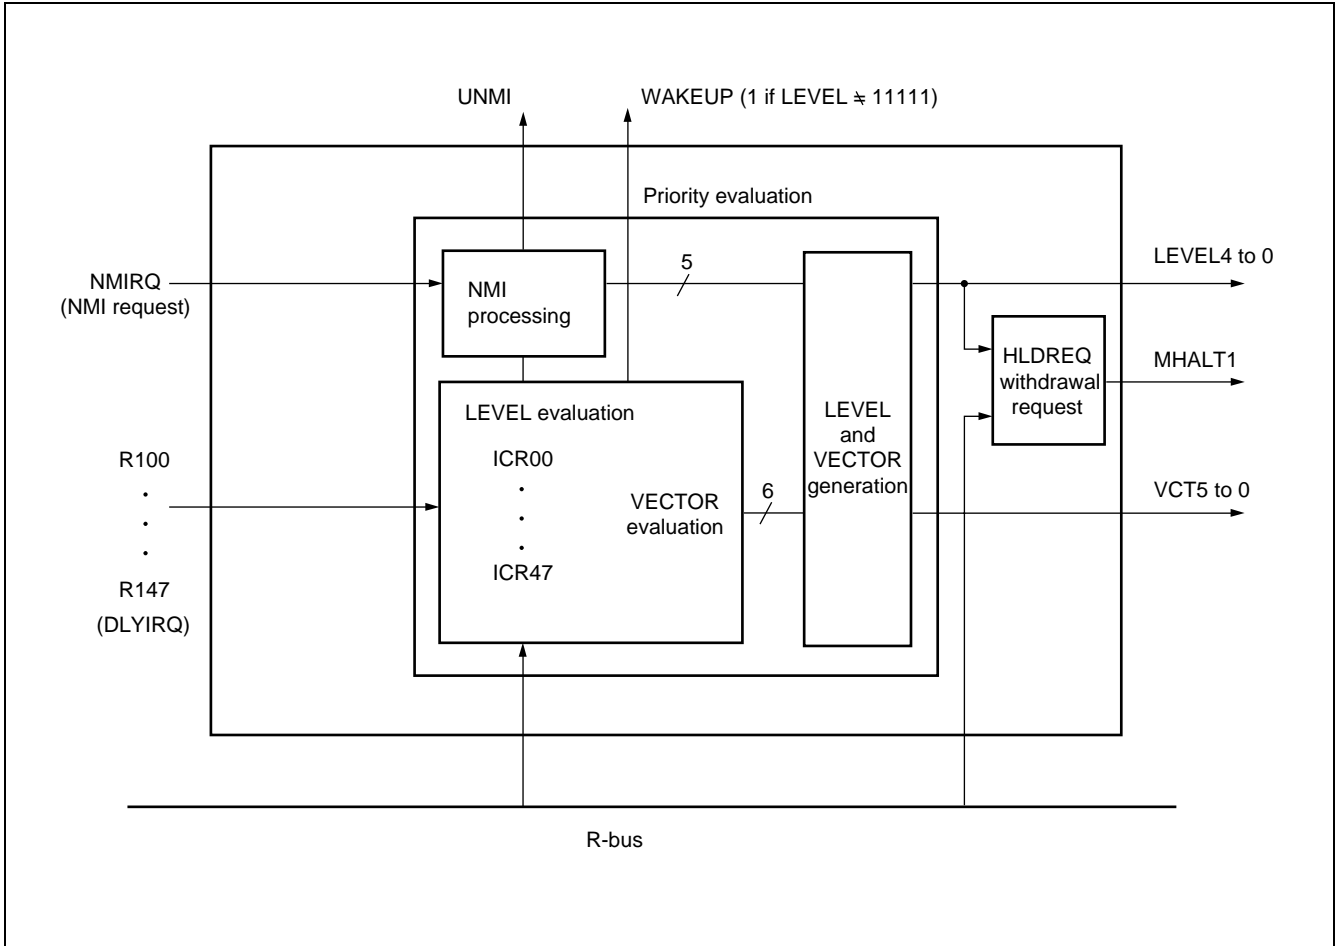 UNMI
WAKEUP (1 if LEVEL ≠ 11111)
Priority evaluation
NMIRQ
(NMI request)
NMI
processing
5
LEVEL4 to 0
HLDREQ
withdrawal
request
MHALT1
R100
.
.
.
R147
(DLYIRQ)
LEVEL evaluation
ICR00
.
.
.
ICR47
VECTOR
evaluation
6
LEVEL
and
VECTOR
generation
VCT5 to 0
R-bus